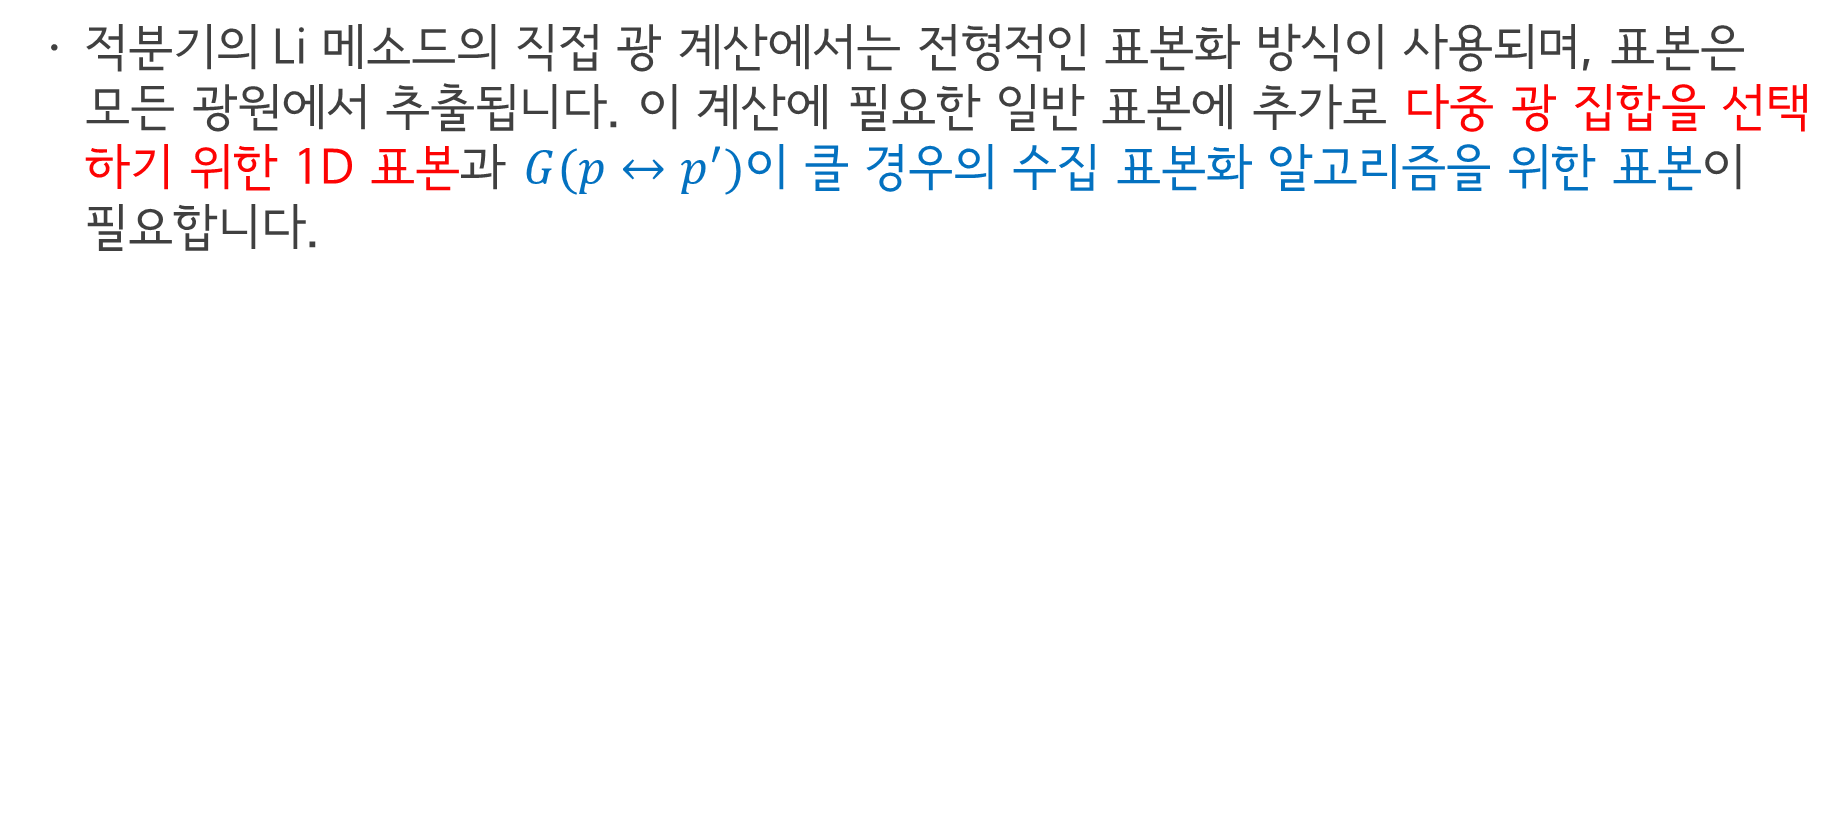 · 적분기의 Li 메소드의 직접 광 계산에서는 전형적인 표본화 방식이 사용되며, 표본은
모든 광원에서 추출됩니다. 이 계산에 필요한 일반 표본에 추가로 다중 광 집합을 선택
하기 위한 1D 표본과 G(p ↔ p′)이 클 경우의 수집 표본화 알고리즘을 위한 표본이
필요합니다.